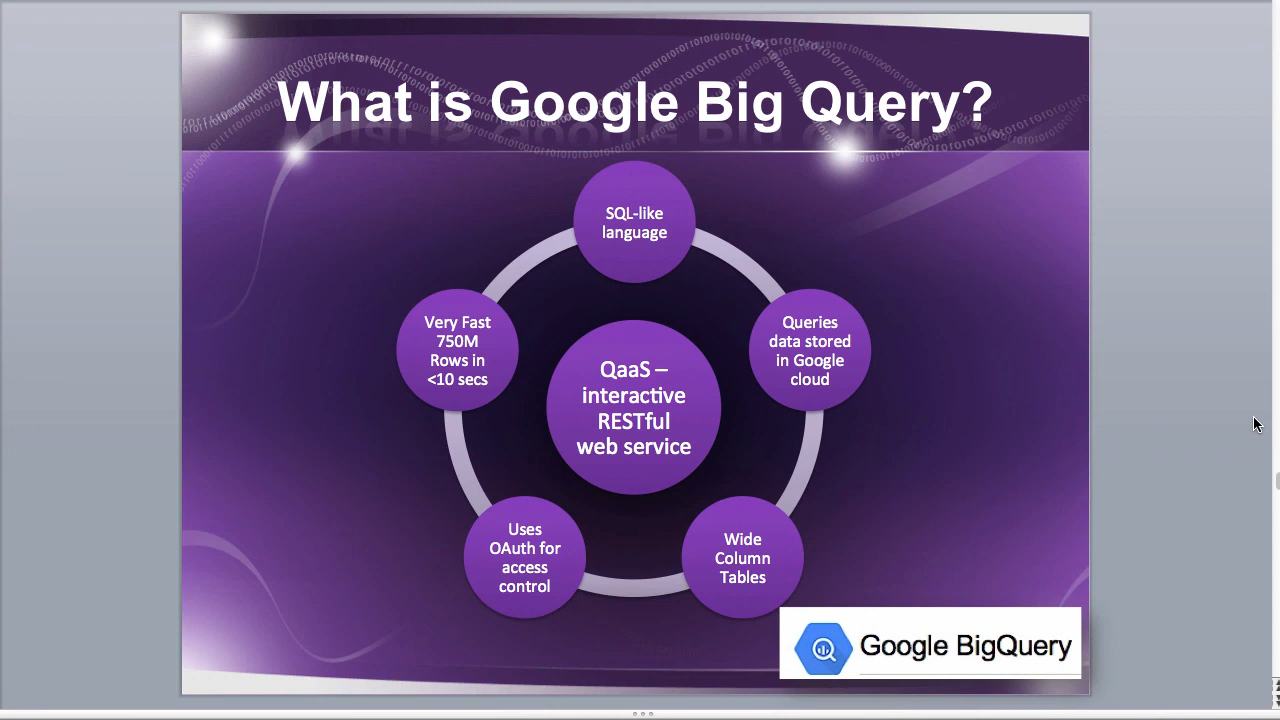 What is Google Big Query?
SQL-like
language
Queries
data stored
in Google
cloud
Wide
Column
Tables
Uses
OAuth for
access
control
Very Fast
750M
Rows in
<10 secs
QaaS –
interactive
RESTful
web service
Google BigQuery